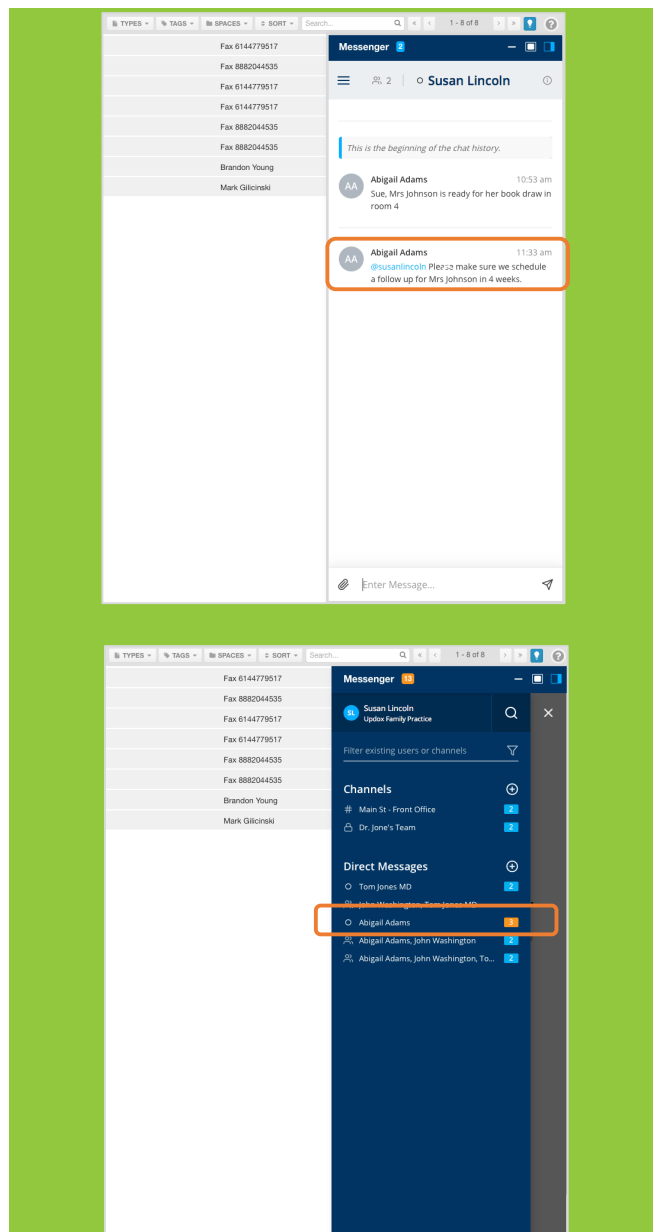 TYPES TAGS SPACES SORT Search... « ‹ 1 - 8 of 8 › » ?
Fax 6144779517
Fax 8882044535
Fax 6144779517
Fax 6144779517
Fax 8882044535
Fax 8882044535
Brandon Young
Mark Gilicinski
Messenger 2
2 Susan Lincoln
This is the beginning of the chat history.
AA
Abigail Adams 10:53 am
Sue, Mrs Johnson is ready for her book draw in
room 4
AA
Abigail Adams 11:33 am
@susanlincoln Please make sure we schedule
a follow up for Mrs Johnson in 4 weeks.
Enter Message...
TYPES TAGS SPACES SORT Search... « ‹ 1 - 8 of 8 › » ?
Fax 6144779517
Fax 8882044535
Fax 6144779517
Fax 6144779517
Fax 8882044535
Fax 8882044535
Brandon Young
Mark Gilicinski
Messenger 13
SL
Susan Lincoln
Updox Family Practice
Filter existing users or channels
Channels
# Main St - Front Office 2
Dr. Jone's Team 2
Direct Messages
Tom Jones MD 2
John Washington, Tom Jones MD
Abigail Adams 3
Abigail Adams, John Washington 2
Abigail Adams, John Washington, To... 2